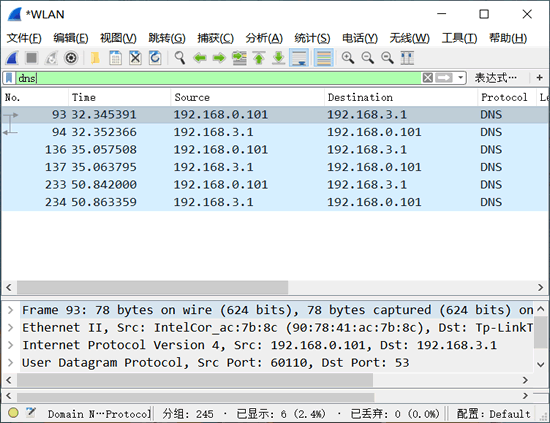 *WLAN
文件(F) 编辑(E) 视图(V) 跳转(G) 捕获(C) 分析(A) 统计(S) 电话(Y) 无线(W) 工具(T) 帮助(H)
dns 表达式… +
No. Time Source Destination Protocol Le
93 32.345391 192.168.0.101 192.168.3.1 DNS
94 32.352366 192.168.3.1 192.168.0.101 DNS
136 35.057508 192.168.0.101 192.168.3.1 DNS
137 35.063795 192.168.3.1 192.168.0.101 DNS
233 50.842000 192.168.0.101 192.168.3.1 DNS
234 50.863359 192.168.3.1 192.168.0.101 DNS
Frame 93: 78 bytes on wire (624 bits), 78 bytes captured (624 bits) on
Ethernet II, Src: IntelCor_ac:7b:8c (90:78:41:ac:7b:8c), Dst: Tp-LinkT
Internet Protocol Version 4, Src: 192.168.0.101, Dst: 192.168.3.1
User Datagram Protocol, Src Port: 60110, Dst Port: 53
Domain N…Protocol 分组: 245 · 已显示: 6 (2.4%) · 已丢弃: 0 (0.0%) 配置: Default